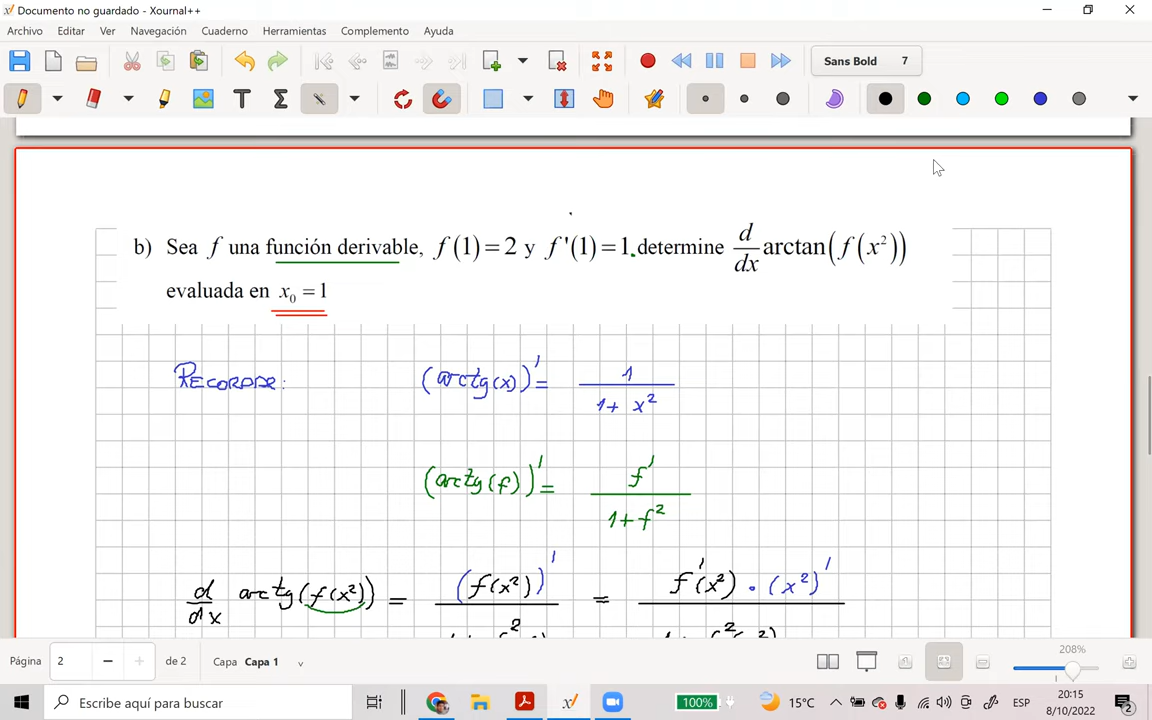 Documento no guardado - Xournal++
Archivo Editar Ver Navegación Cuaderno Herramientas Complemento Ayuda
Sans Bold 7
b) Sea f una función derivable, f(1)=2 y f'(1)=1. determine d/dx arctan(f(x²))
evaluada en x₀ = 1
RECORDAR: (arctg(x))' = 1/(1+x²)
(arctg(f))' = f'/(1+f²)
d/dx arctg(f(x²)) = (f(x²))' = f'(x²) · (x²)'
Página 2 de 2 Capa Capa 1 208%
Escribe aquí para buscar 100% 15°C ESP 20:15
8/10/2022 2